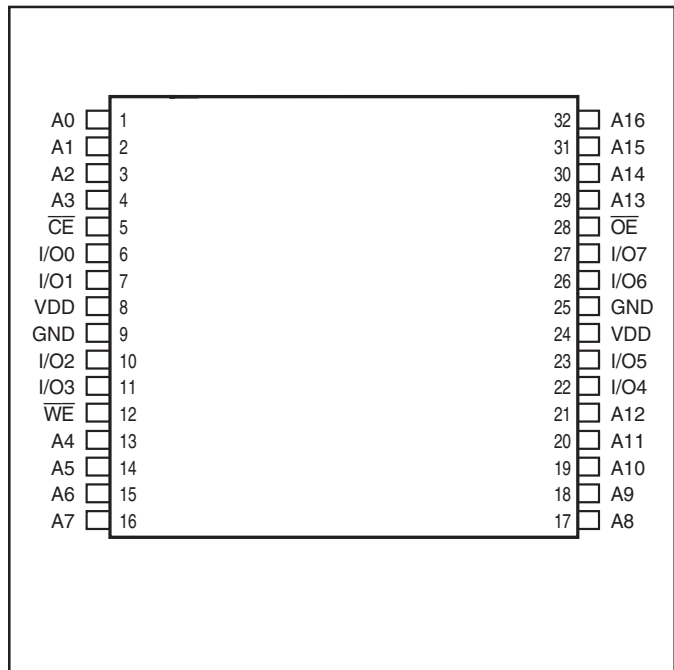 A0 1 32 A16
A1 2 31 A15
A2 3 30 A14
A3 4 29 A13
C̅E̅ 5 28 O̅E̅
I/O0 6 27 I/O7
I/O1 7 26 I/O6
VDD 8 25 GND
GND 9 24 VDD
I/O2 10 23 I/O5
I/O3 11 22 I/O4
W̅E̅ 12 21 A12
A4 13 20 A11
A5 14 19 A10
A6 15 18 A9
A7 16 17 A8